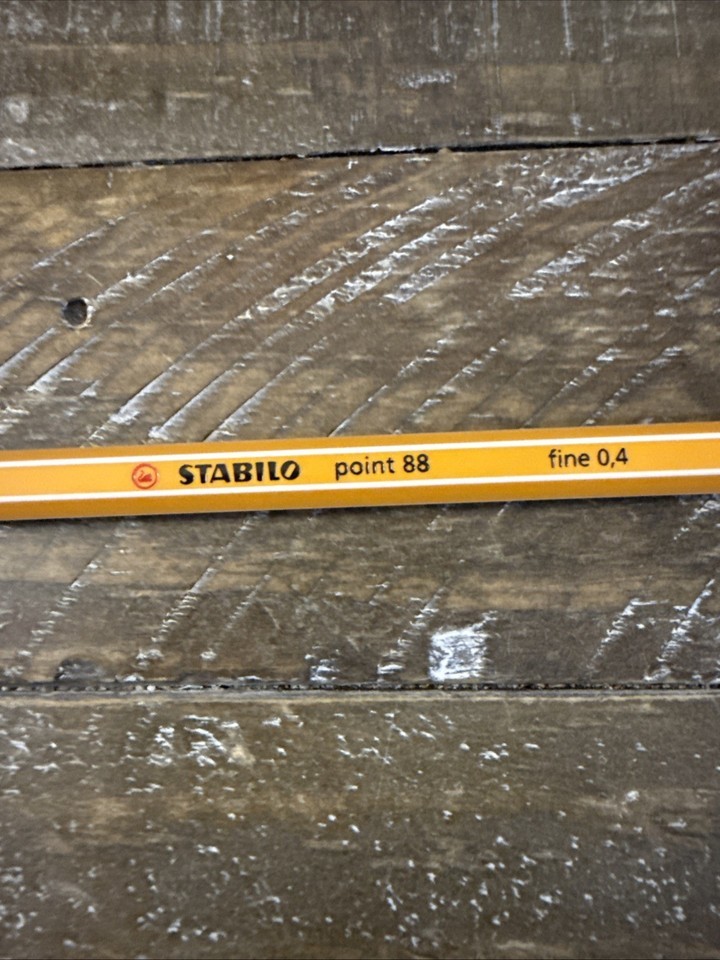 STABILO point 88 fine 0,4